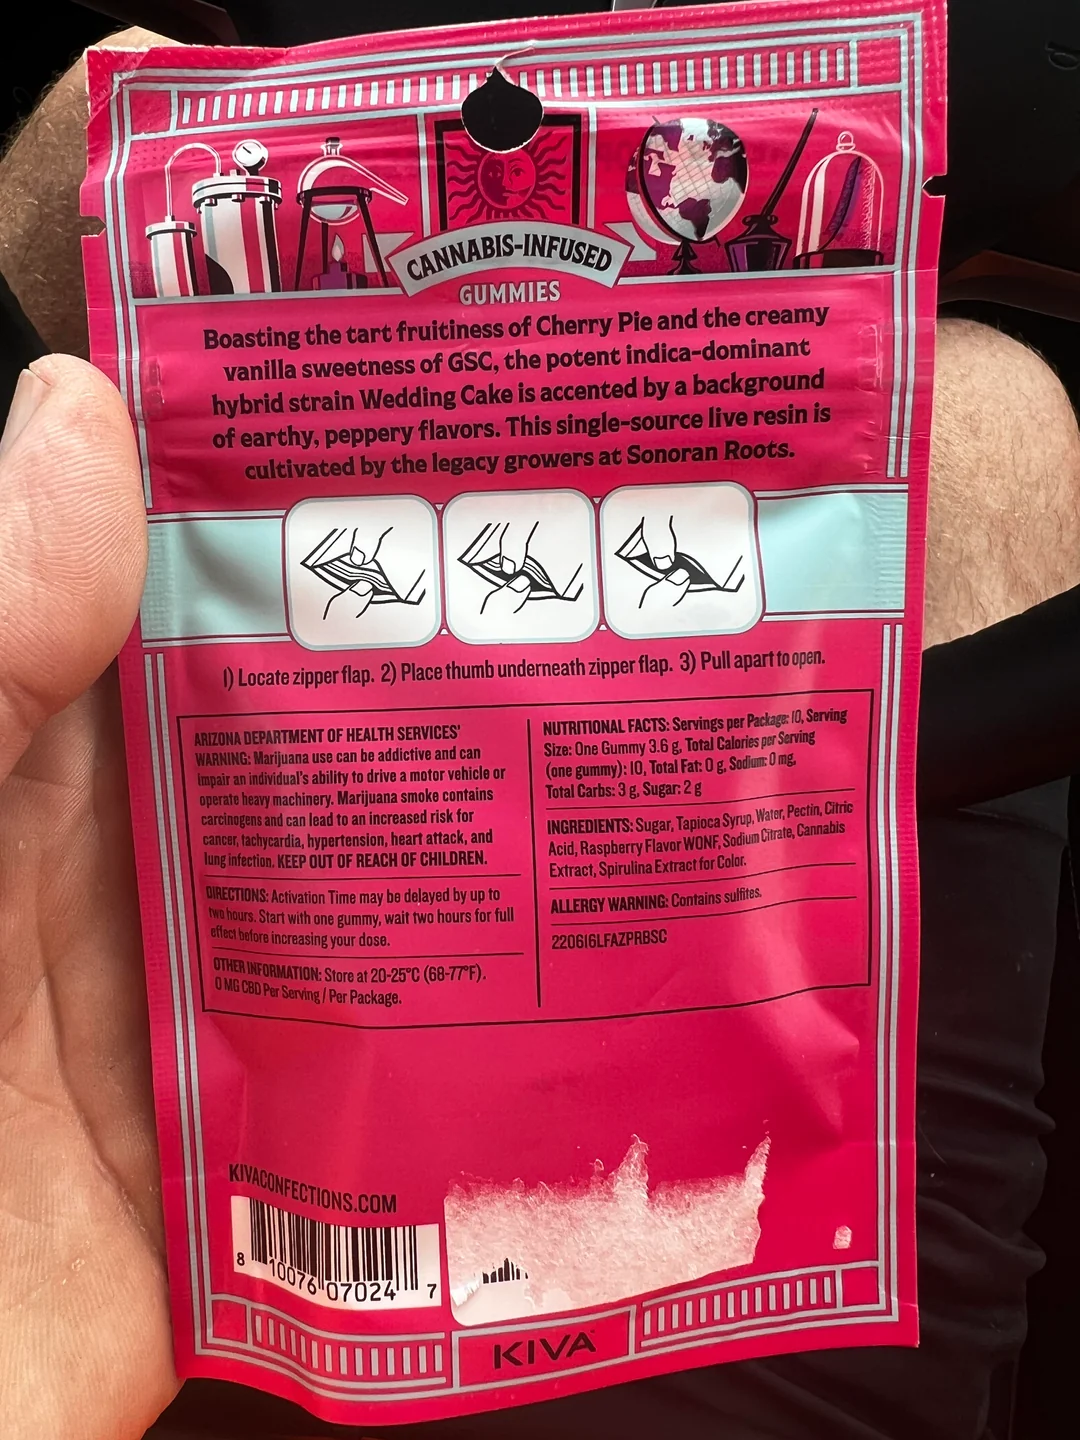 CANNABIS-INFUSED
GUMMIES
Boasting the tart fruitiness of Cherry Pie and the creamy
vanilla sweetness of GSC, the potent indica-dominant
hybrid strain Wedding Cake is accented by a background
of earthy, peppery flavors. This single-source live resin is
cultivated by the legacy growers at Sonoran Roots.
1) Locate zipper flap. 2) Place thumb underneath zipper flap. 3) Pull apart to open.
ARIZONA DEPARTMENT OF HEALTH SERVICES'
WARNING: Marijuana use can be addictive and can
impair an individual's ability to drive a motor vehicle or
operate heavy machinery. Marijuana smoke contains
carcinogens and can lead to an increased risk for
cancer, tachycardia, hypertension, heart attack, and
lung infection. KEEP OUT OF REACH OF CHILDREN.
DIRECTIONS: Activation Time may be delayed by up to
two hours. Start with one gummy, wait two hours for full
effect before increasing your dose.
OTHER INFORMATION: Store at 20-25°C (68-77°F).
0 MG CBD Per Serving / Per Package.
NUTRITIONAL FACTS: Servings per Package: 10, Serving
Size: One Gummy 3.6 g, Total Calories per Serving
(one gummy): 10, Total Fat: 0 g, Sodium: 0 mg,
Total Carbs: 3 g, Sugar: 2 g
INGREDIENTS: Sugar, Tapioca Syrup, Water, Pectin, Citric
Acid, Raspberry Flavor WONF, Sodium Citrate, Cannabis
Extract, Spirulina Extract for Color.
ALLERGY WARNING: Contains sulfites.
220616LFAZPRBSC
KIVACONFECTIONS.COM
8 10076 07024 7
KIVA